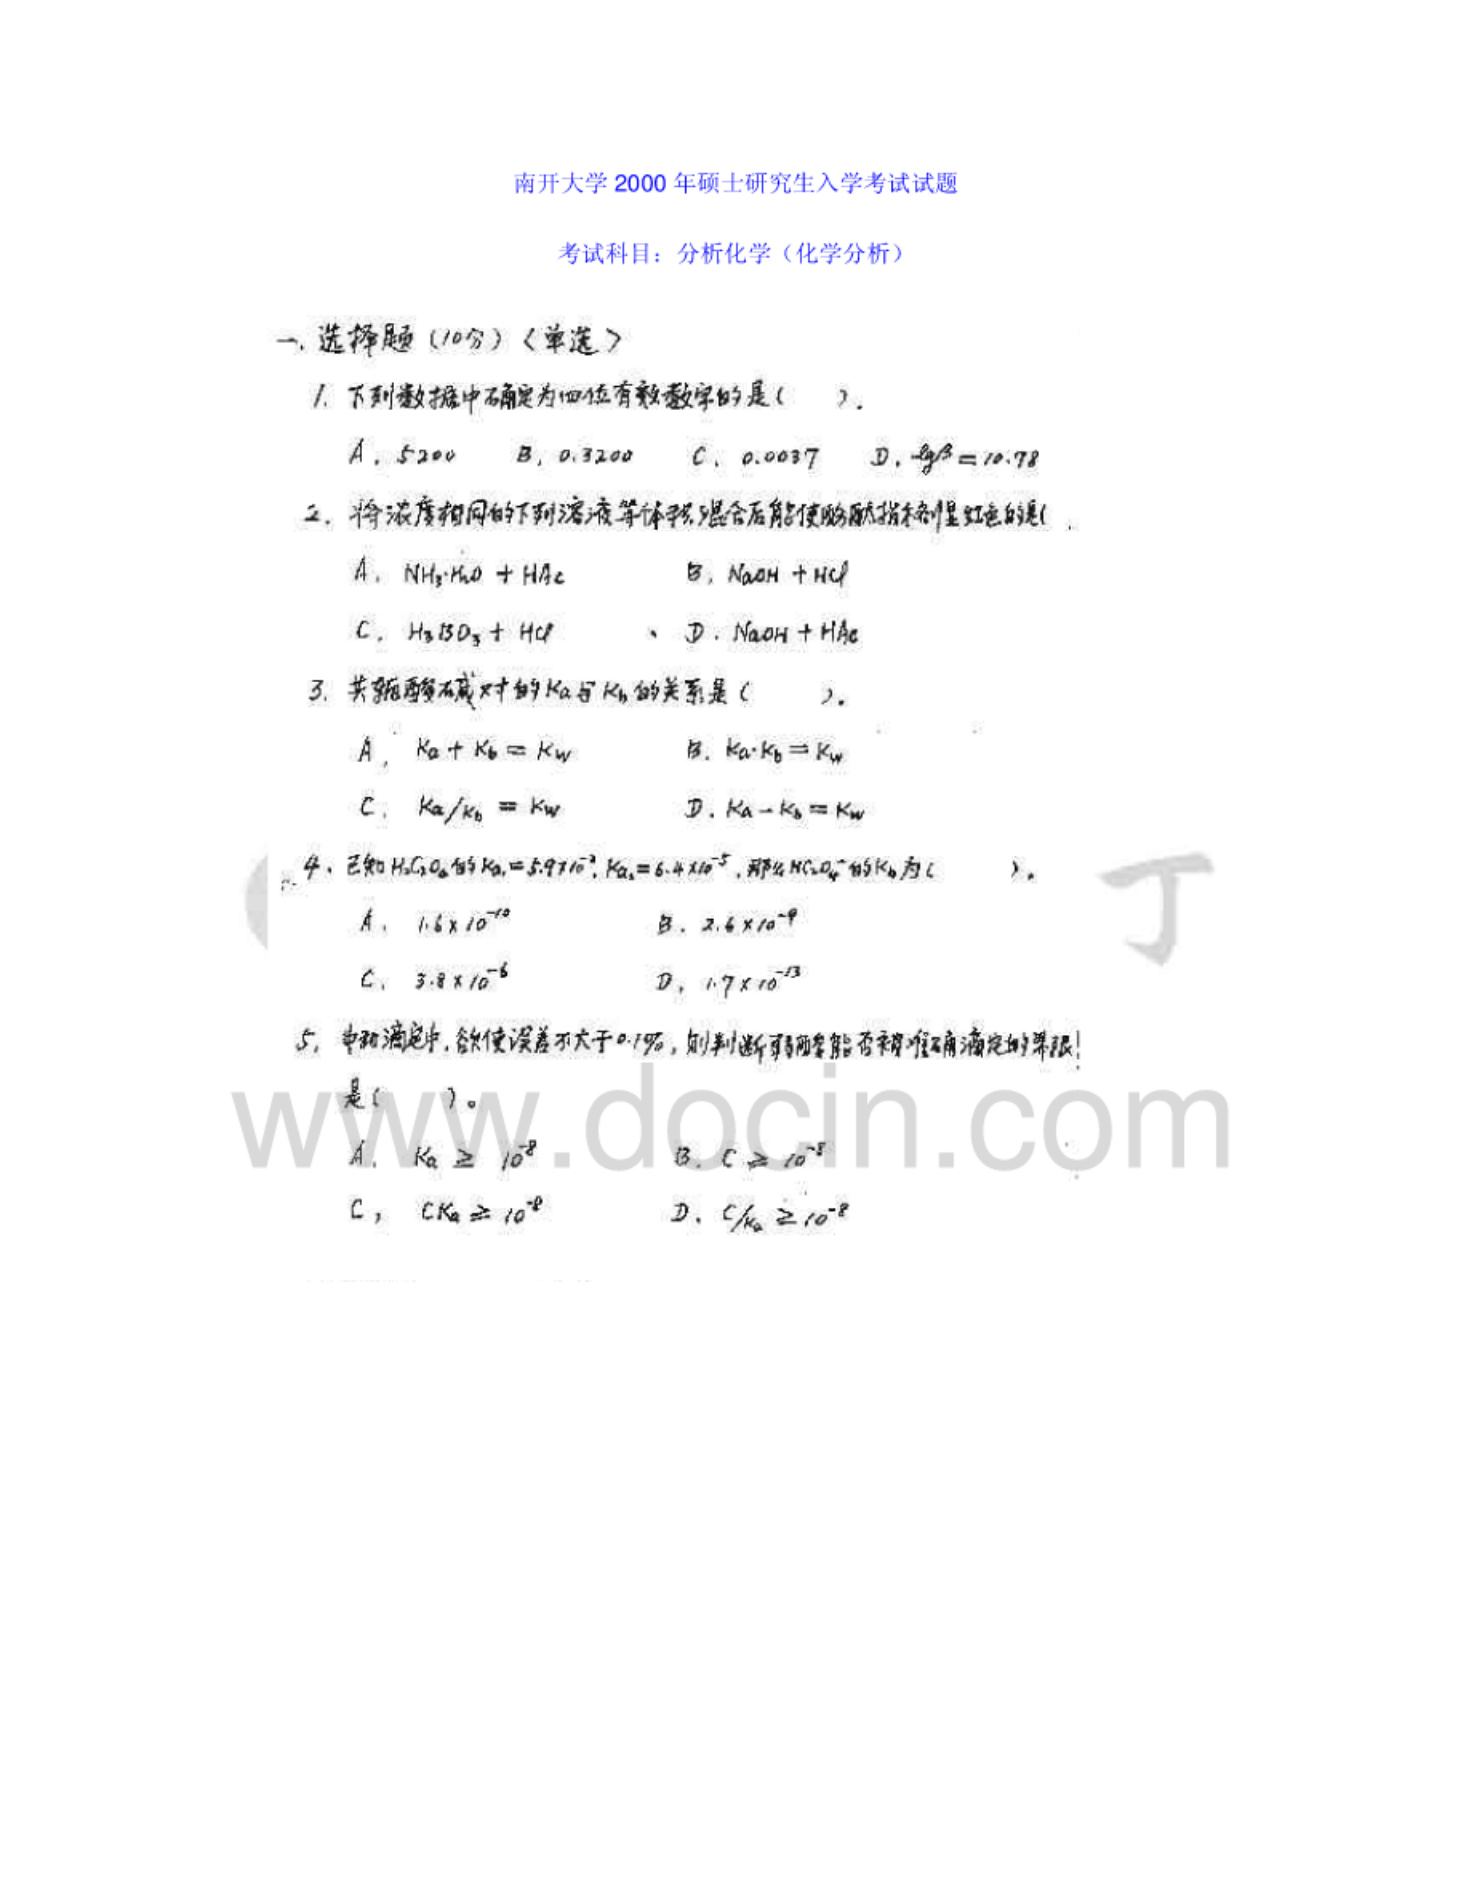 南开大学 2000 年硕士研究生入学考试试题
考试科目：分析化学（化学分析）
一. 选择题（10分）〈单选〉
1. 下列数据中确定为四位有效数字的是（ ）.
A. 5200 B. 0.3200 C. 0.0037 D. lgβ = 10.78
2. 将浓度相同的下列溶液等体积混合后能使酚酞指示剂显红色的是(
A. NH₃·H₂O + HAc B. NaOH + HCl
C. H₃BO₃ + HCl D. NaOH + HAc
3. 共轭酸碱对的Ka与Kb的关系是（ ）.
A, Ka + Kb = Kw B. Ka·Kb = Kw
C. Ka/Kb = Kw D. Ka − Kb = Kw
4. 已知H₂C₂O₄的Ka₁=5.9×10⁻², Ka₂=6.4×10⁻⁵, 那么HC₂O₄⁻的Kb为（ ）.
A. 1.6×10⁻¹⁰ B. 2.6×10⁻⁹
C. 3.8×10⁻⁶ D. 1.7×10⁻¹³
5. 中和滴定中, 欲使误差不大于0.1%, 则判断弱酸能否被准确滴定的界限
是（ ）。
A. Ka ≥ 10⁻⁸ B. C ≥ 10⁻⁸
C, CKa ≥ 10⁻⁸ D. C/Ka ≥ 10⁻⁸
www.docin.com